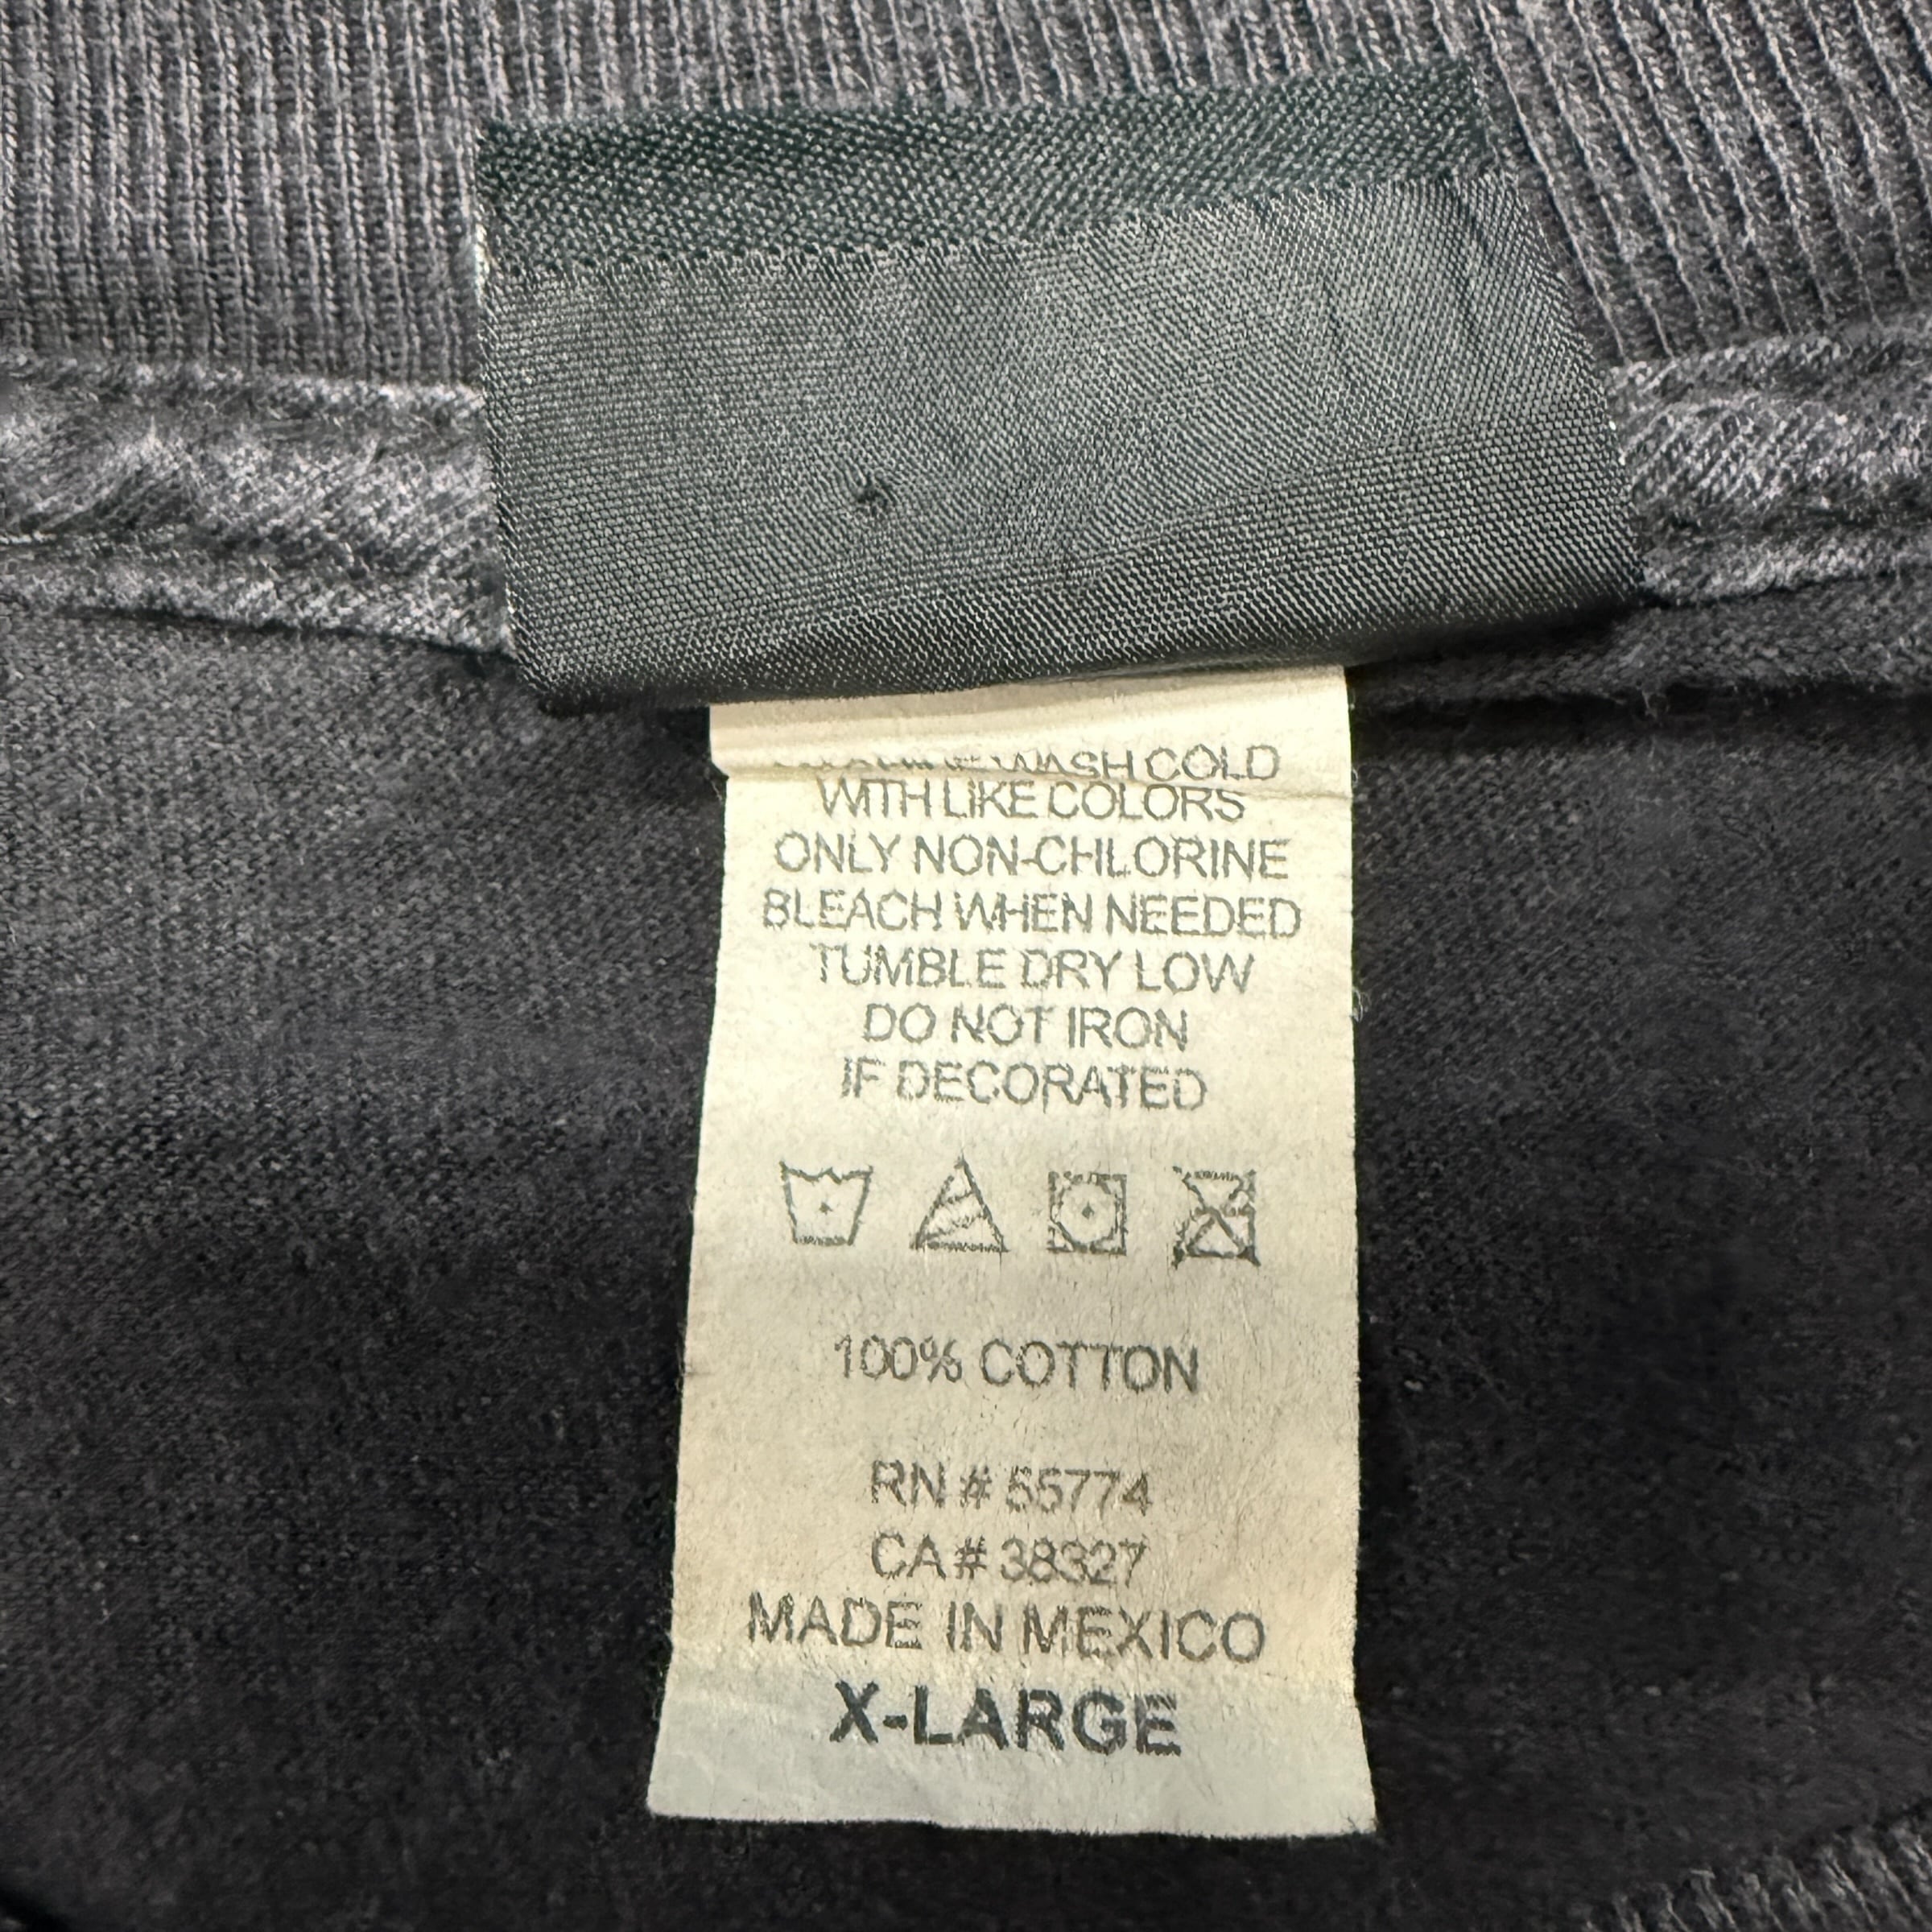 WASH COLD
WITH LIKE COLORS
ONLY NON-CHLORINE
BLEACH WHEN NEEDED
TUMBLE DRY LOW
DO NOT IRON
IF DECORATED
100% COTTON
RN # 55774
CA # 38327
MADE IN MEXICO
X-LARGE